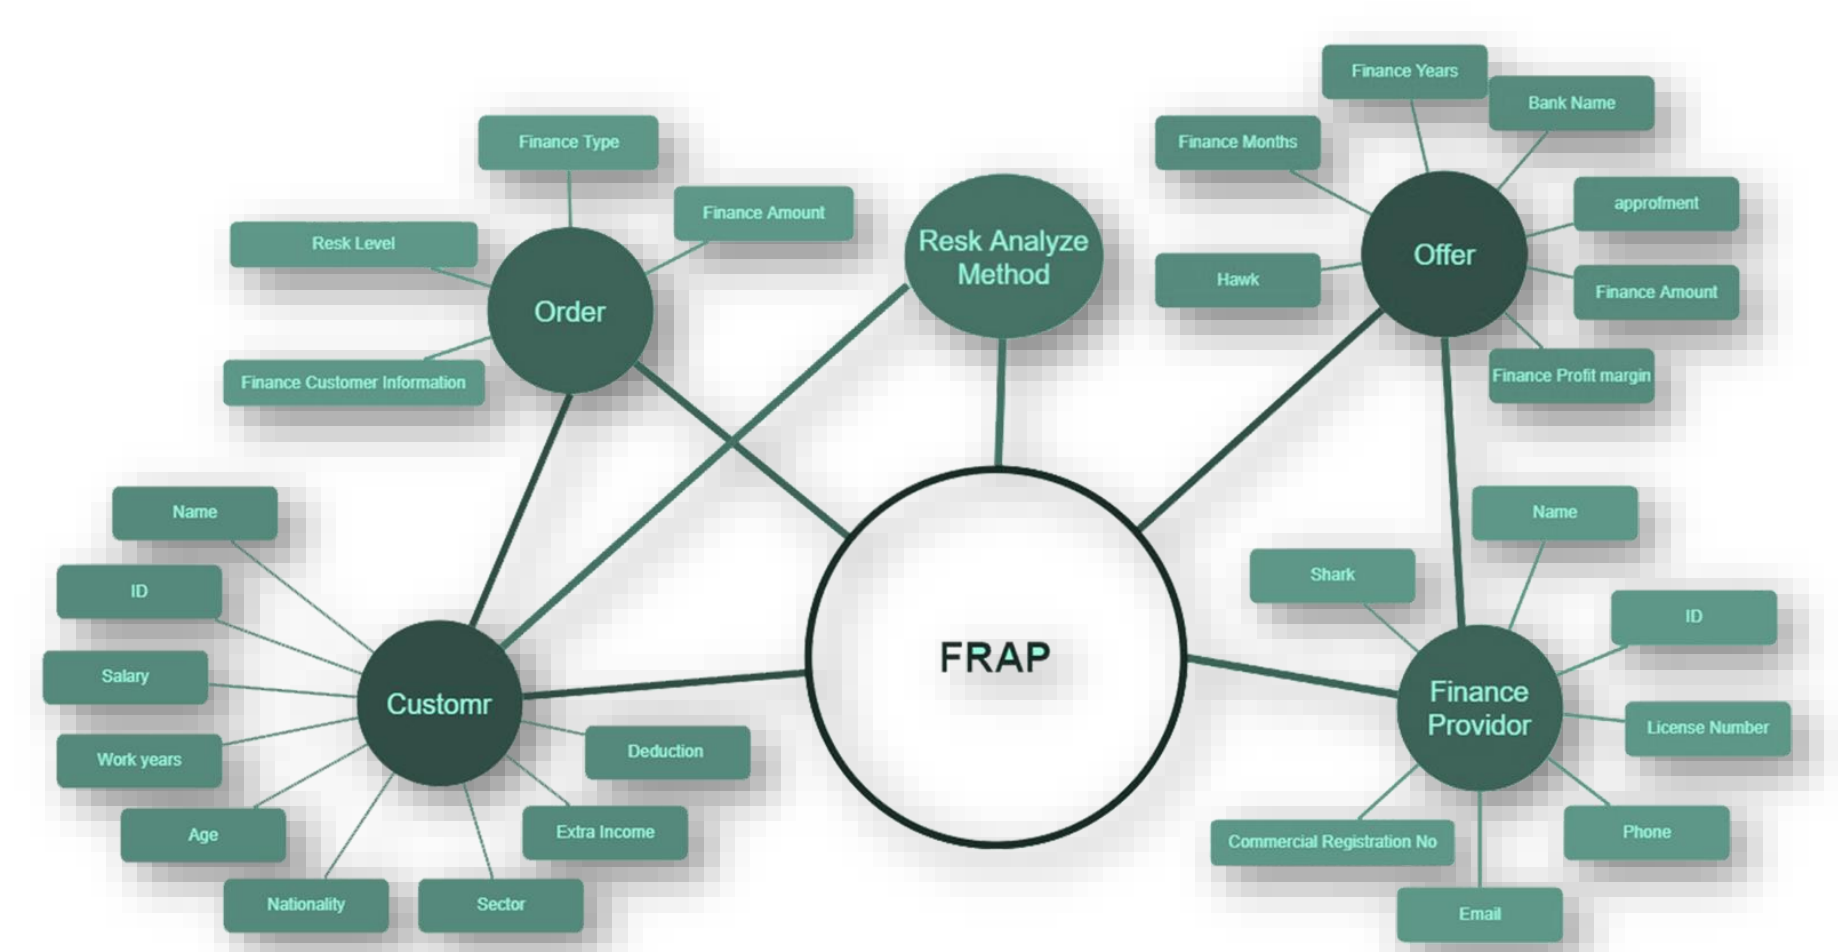 Finance Type
Finance Amount
Resk Level
Order
Finance Customer Information
Resk Analyze
Method
Finance Years
Bank Name
Finance Months
approfment
Offer
Hawk
Finance Amount
Finance Profit margin
Name
ID
Salary
Customr
Work years
Deduction
Age
Extra Income
Nationality
Sector
FRAP
Name
Shark
ID
Finance
Providor
License Number
Commercial Registration No
Phone
Email